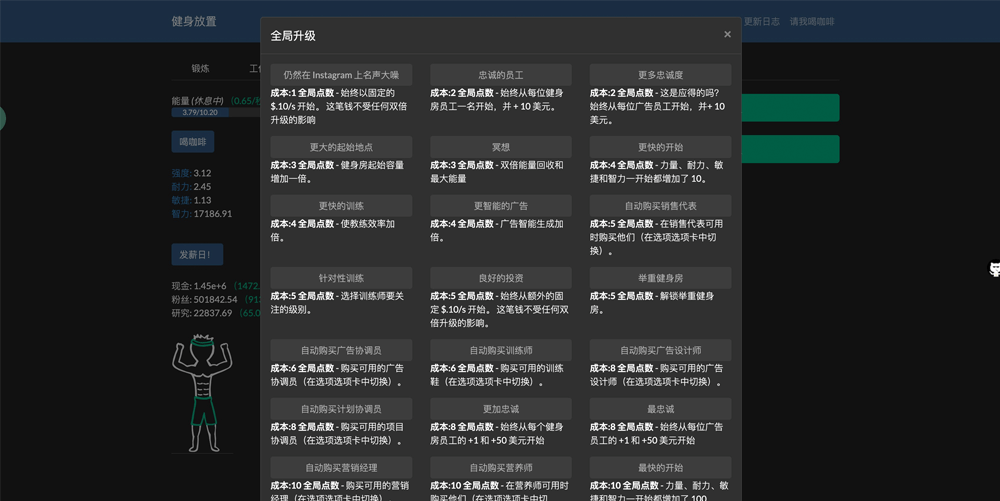 健身放置
更新日志 请我喝咖啡
锻炼
能量 (休息中)
3.79/10.20
喝咖啡
强度: 3.12
耐力: 2.45
敏捷: 1.13
智力: 17186.91
发薪日!
现金: 1.45e+6
粉丝: 501842.54
研究: 22837.69
全局升级
×
仍然在 Instagram 上名声大噪
成本:1 全局点数 - 始终以固定的
$.10/s 开始。 这笔钱不受任何双倍
升级的影响
忠诚的员工
成本:2 全局点数 - 始终从每位健身
房员工一名开始，并 + 10 美元。
更多忠诚度
成本:2 全局点数 - 这是应得的吗?
始终从每位广告员工开始，并+ 10
美元。
更大的起始地点
成本:3 全局点数 - 健身房起始容量
增加一倍。
冥想
成本:3 全局点数 - 双倍能量回收和
最大能量
更快的开始
成本:4 全局点数 - 力量、耐力、敏
捷和智力一开始都增加了 10。
更快的训练
成本:4 全局点数 - 使教练效率加
倍。
更智能的广告
成本:4 全局点数 - 广告智能生成加
倍。
自动购买销售代表
成本:5 全局点数 - 在销售代表可用
时购买他们（在选项选项卡中切
换）。
针对性训练
成本:5 全局点数 - 选择训练师要关
注的级别。
良好的投资
成本:5 全局点数 - 始终从额外的固
定 $.10/s 开始。 这笔钱不受任何双
倍升级的影响。
举重健身房
成本:5 全局点数 - 解锁举重健身
房。
自动购买广告协调员
成本:6 全局点数 - 购买可用的广告
协调员（在选项选项卡中切换）。
自动购买训练师
成本:6 全局点数 - 购买可用的训练
鞋（在选项选项卡中切换）。
自动购买广告设计师
成本:8 全局点数 - 购买可用的广告
设计师（在选项选项卡中切换）。
自动购买计划协调员
成本:8 全局点数 - 购买可用的项目
协调员（在选项选项卡中切换）。
更加忠诚
成本:8 全局点数 - 始终从每个健身
房员工的 +1 和 +50 美元开始
最忠诚
成本:8 全局点数 - 始终从每位广告
员工的 +1 和 +50 美元开始
自动购买营销经理
成本:10 全局点数 - 购买可用的营销
经理（在选项选项卡中切换）
自动购买营养师
成本:10 全局点数 - 在营养师可用时
购买他们（在选项选项卡中切
最快的开始
成本:10 全局点数 - 力量、耐力、敏
捷和智力一开始都增加了 100